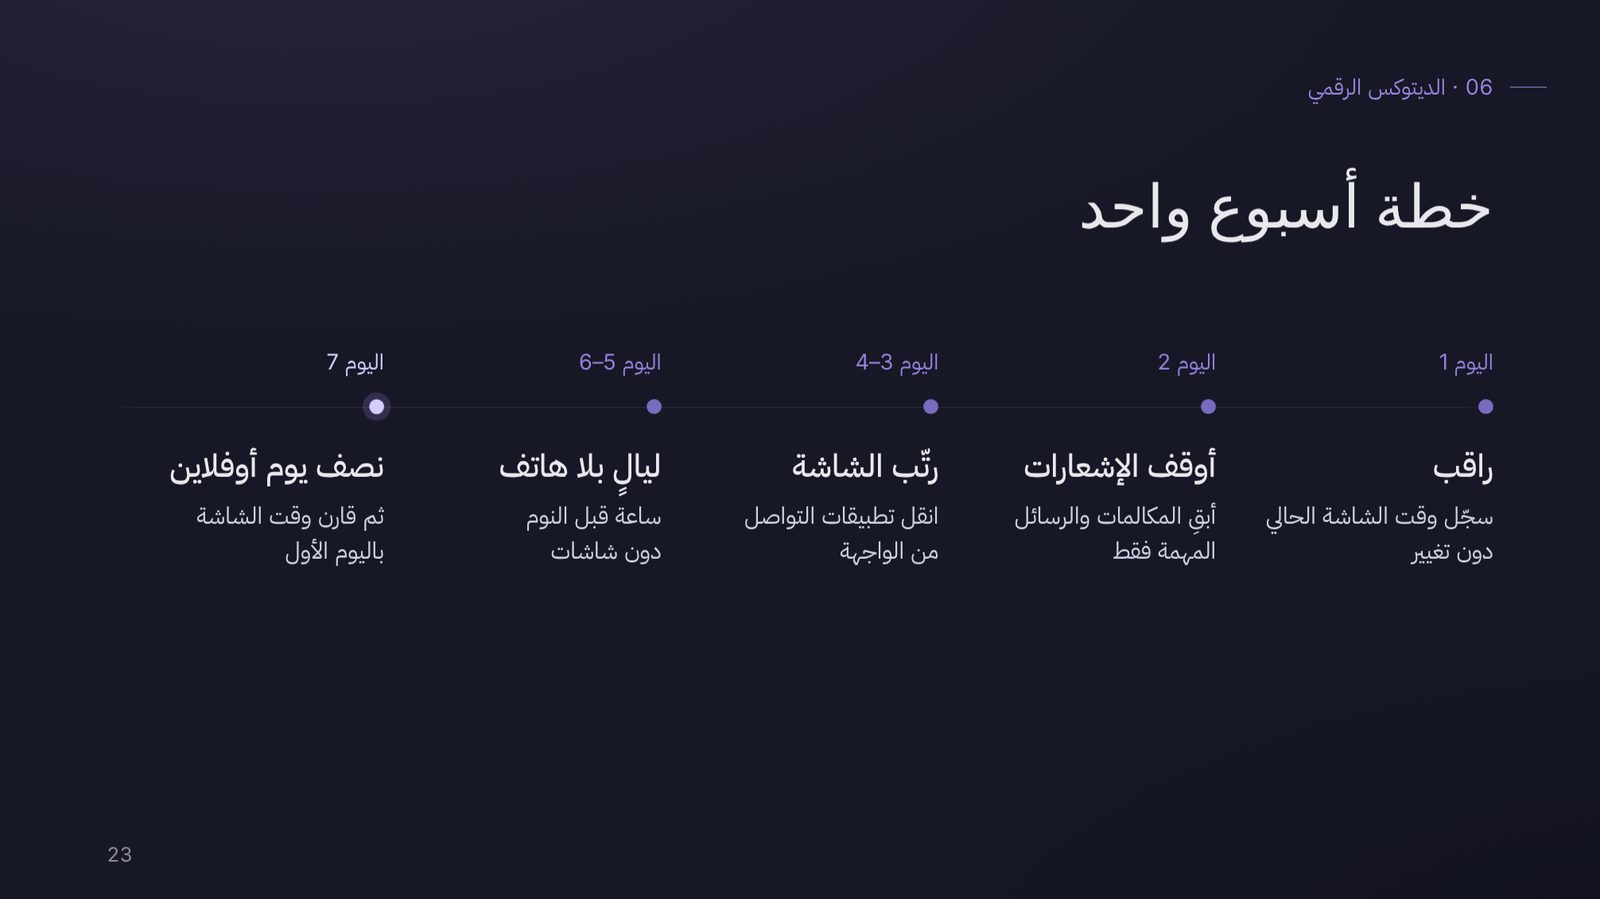 06 · الديتوكس الرقمي
خطة أسبوع واحد
اليوم 1
راقب
سجّل وقت الشاشة الحالي
دون تغيير
اليوم 2
أوقف الإشعارات
أبقِ المكالمات والرسائل
المهمة فقط
اليوم 3–4
رتّب الشاشة
انقل تطبيقات التواصل
من الواجهة
اليوم 5–6
ليالٍ بلا هاتف
ساعة قبل النوم
دون شاشات
اليوم 7
نصف يوم أوفلاين
ثم قارن وقت الشاشة
باليوم الأول
23